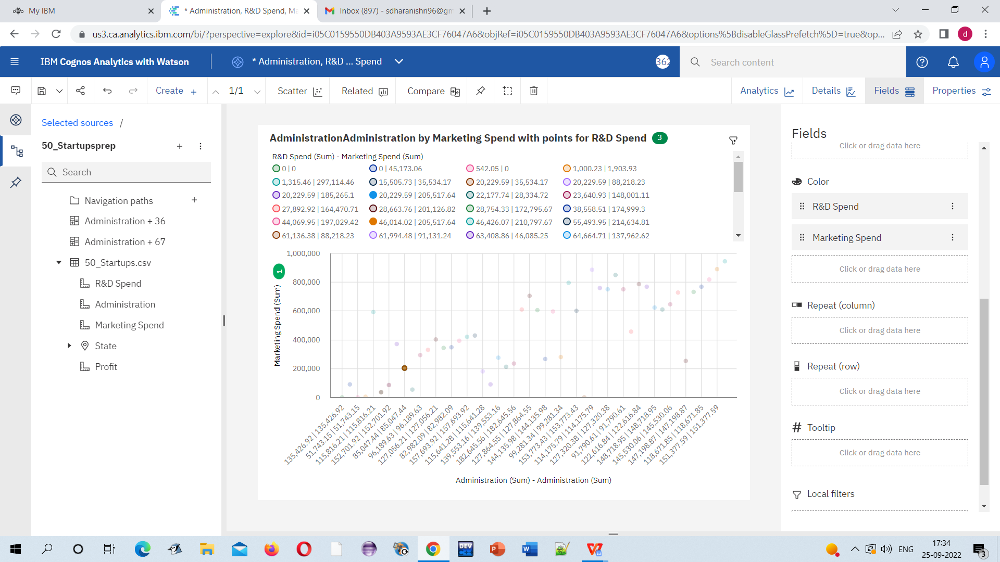 My IBM
* Administration, R&D Spend, Ma
Inbox (897) - sdharanishri96@gm
us3.ca.analytics.ibm.com/bi/?perspective=explore&id=i05C0159550DB403A9593AE3CF76047A6&objRef=i05C0159550DB403A9593AE3CF76047A6&options%5BdisableGlassPrefetch%5D=true&op...
d
IBM Cognos Analytics with Watson
* Administration, R&D ... Spend
362
Search content
Create
1/1
Scatter
Related
Compare
Analytics
Details
Fields
Properties
Selected sources /
50_Startupsprep
Search
Navigation paths
Administration + 36
Administration + 67
50_Startups.csv
R&D Spend
Administration
Marketing Spend
State
Profit
AdministrationAdministration by Marketing Spend with points for R&D Spend 3
R&D Spend (Sum) - Marketing Spend (Sum)
0 | 0
0 | 45,173.06
542.05 | 0
1,000.23 | 1,903.93
1,315.46 | 297,114.46
15,505.73 | 35,534.17
20,229.59 | 35,534.17
20,229.59 | 88,218.23
20,229.59 | 185,265.1
20,229.59 | 205,517.64
22,177.74 | 28,334.72
23,640.93 | 148,001.11
27,892.92 | 164,470.71
28,663.76 | 201,126.82
28,754.33 | 172,795.67
38,558.51 | 174,999.3
44,069.95 | 197,029.42
46,014.02 | 205,517.64
46,426.07 | 210,797.67
55,493.95 | 214,634.81
61,136.38 | 88,218.23
61,994.48 | 91,131.24
63,408.86 | 46,085.25
64,664.71 | 137,962.62
1
Marketing Spend (Sum)
1,000,000
800,000
600,000
400,000
200,000
0
135,426.92 | 135,426.92
51,743.15 | 51,743.15
115,816.21 | 115,816.21
152,701.92 | 152,701.92
85,047.44 | 85,047.44
96,189.63 | 96,189.63
127,056.21 | 127,056.21
82,982.09 | 82,982.09
157,693.92 | 157,693.92
115,641.28 | 115,641.28
139,553.16 | 139,553.16
182,645.56 | 182,645.56
127,864.55 | 127,864.55
144,135.98 | 144,135.98
99,281.34 | 99,281.34
153,773.43 | 153,773.43
114,175.79 | 114,175.79
127,320.38 | 127,320.38
91,790.61 | 91,790.61
122,616.84 | 122,616.84
148,718.95 | 148,718.95
145,530.06 | 145,530.06
147,198.87 | 147,198.87
118,671.85 | 118,671.85
151,377.59 | 151,377.59
Administration (Sum) - Administration (Sum)
Fields
Click or drag data here
Color
R&D Spend
Marketing Spend
Click or drag data here
Repeat (column)
Click or drag data here
Repeat (row)
Click or drag data here
Tooltip
Click or drag data here
Local filters
DEV
C++
ENG
17:34
25-09-2022
3